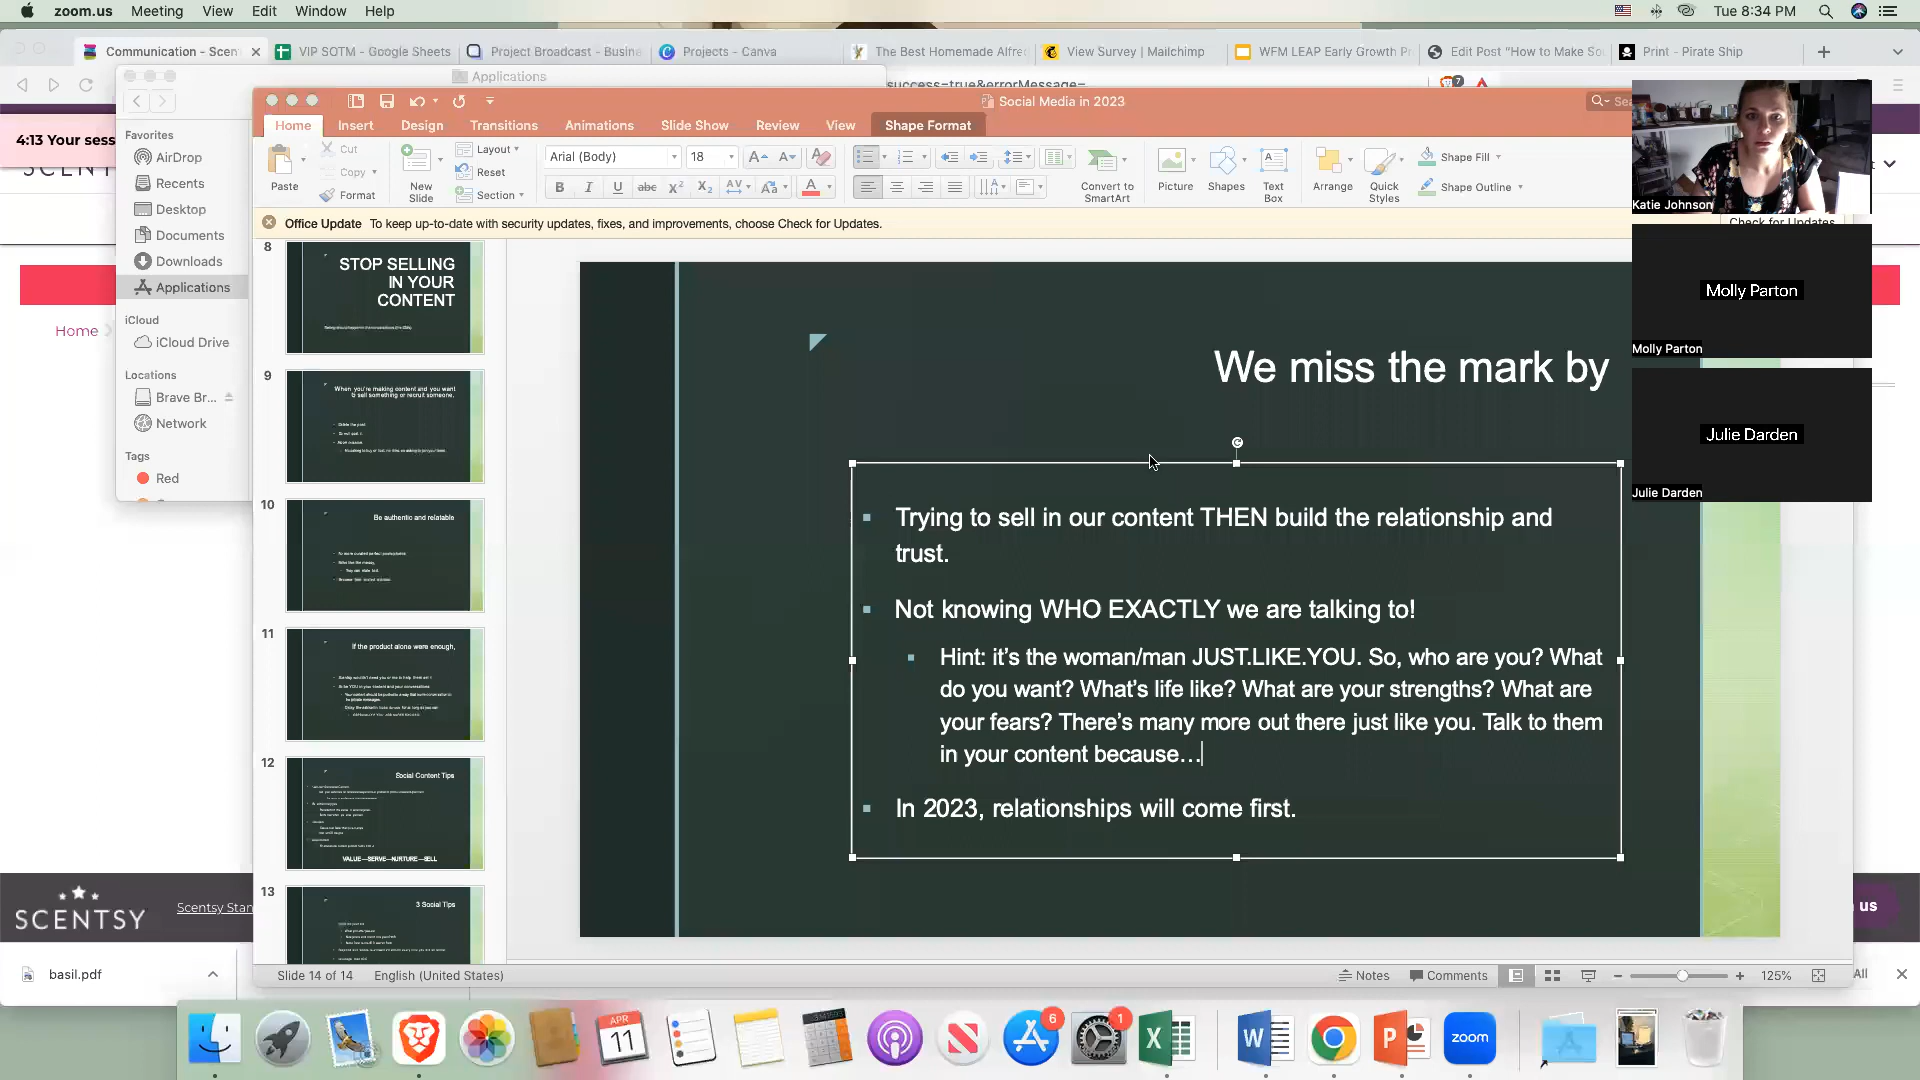 zoom.us Meeting View Edit Window Help Tue 8:34 PM
Communication - Scen VIP SOTM - Google Sheets Project Broadcast - Busine Projects - Canva The Best Homemade Alfre View Survey | Mailchimp WFM LEAP Early Growth Pr Edit Post "How to Make So Print - Pirate Ship
Applications
success=true&errorMessage=
Social Media in 2023
Home Insert Design Transitions Animations Slide Show Review View Shape Format
Paste
Cut
Copy
Format
New Slide
Layout
Reset
Section
Arial (Body) 18
Convert to SmartArt
Picture
Shapes
Text Box
Arrange
Quick Styles
Shape Fill
Shape Outline
Office Update To keep up-to-date with security updates, fixes, and improvements, choose Check for Updates.
Check for Updates
4:13 Your sess
SCENTSY
Home
Favorites
AirDrop
Recents
Desktop
Documents
Downloads
Applications
iCloud
iCloud Drive
Locations
Brave Br...
Network
Tags
Red
8
STOP SELLING
IN YOUR
CONTENT
9
When you're making content and you want
to sell something or recruit someone.
10
Be authentic and relatable
11
If the product alone were enough,
12
Social Content Tips
VALUE—SERVE—NURTURE—SELL
13
3 Social Tips
We miss the mark by
Trying to sell in our content THEN build the relationship and
trust.
Not knowing WHO EXACTLY we are talking to!
Hint: it's the woman/man JUST.LIKE.YOU. So, who are you? What
do you want? What's life like? What are your strengths? What are
your fears? There's many more out there just like you. Talk to them
in your content because…
In 2023, relationships will come first.
Katie Johnson
Molly Parton
Molly Parton
Julie Darden
Julie Darden
SCENTSY
Scentsy Stan
us
basil.pdf
All
Slide 14 of 14 English (United States) Notes Comments 125%
APR
11
6
1
zoom